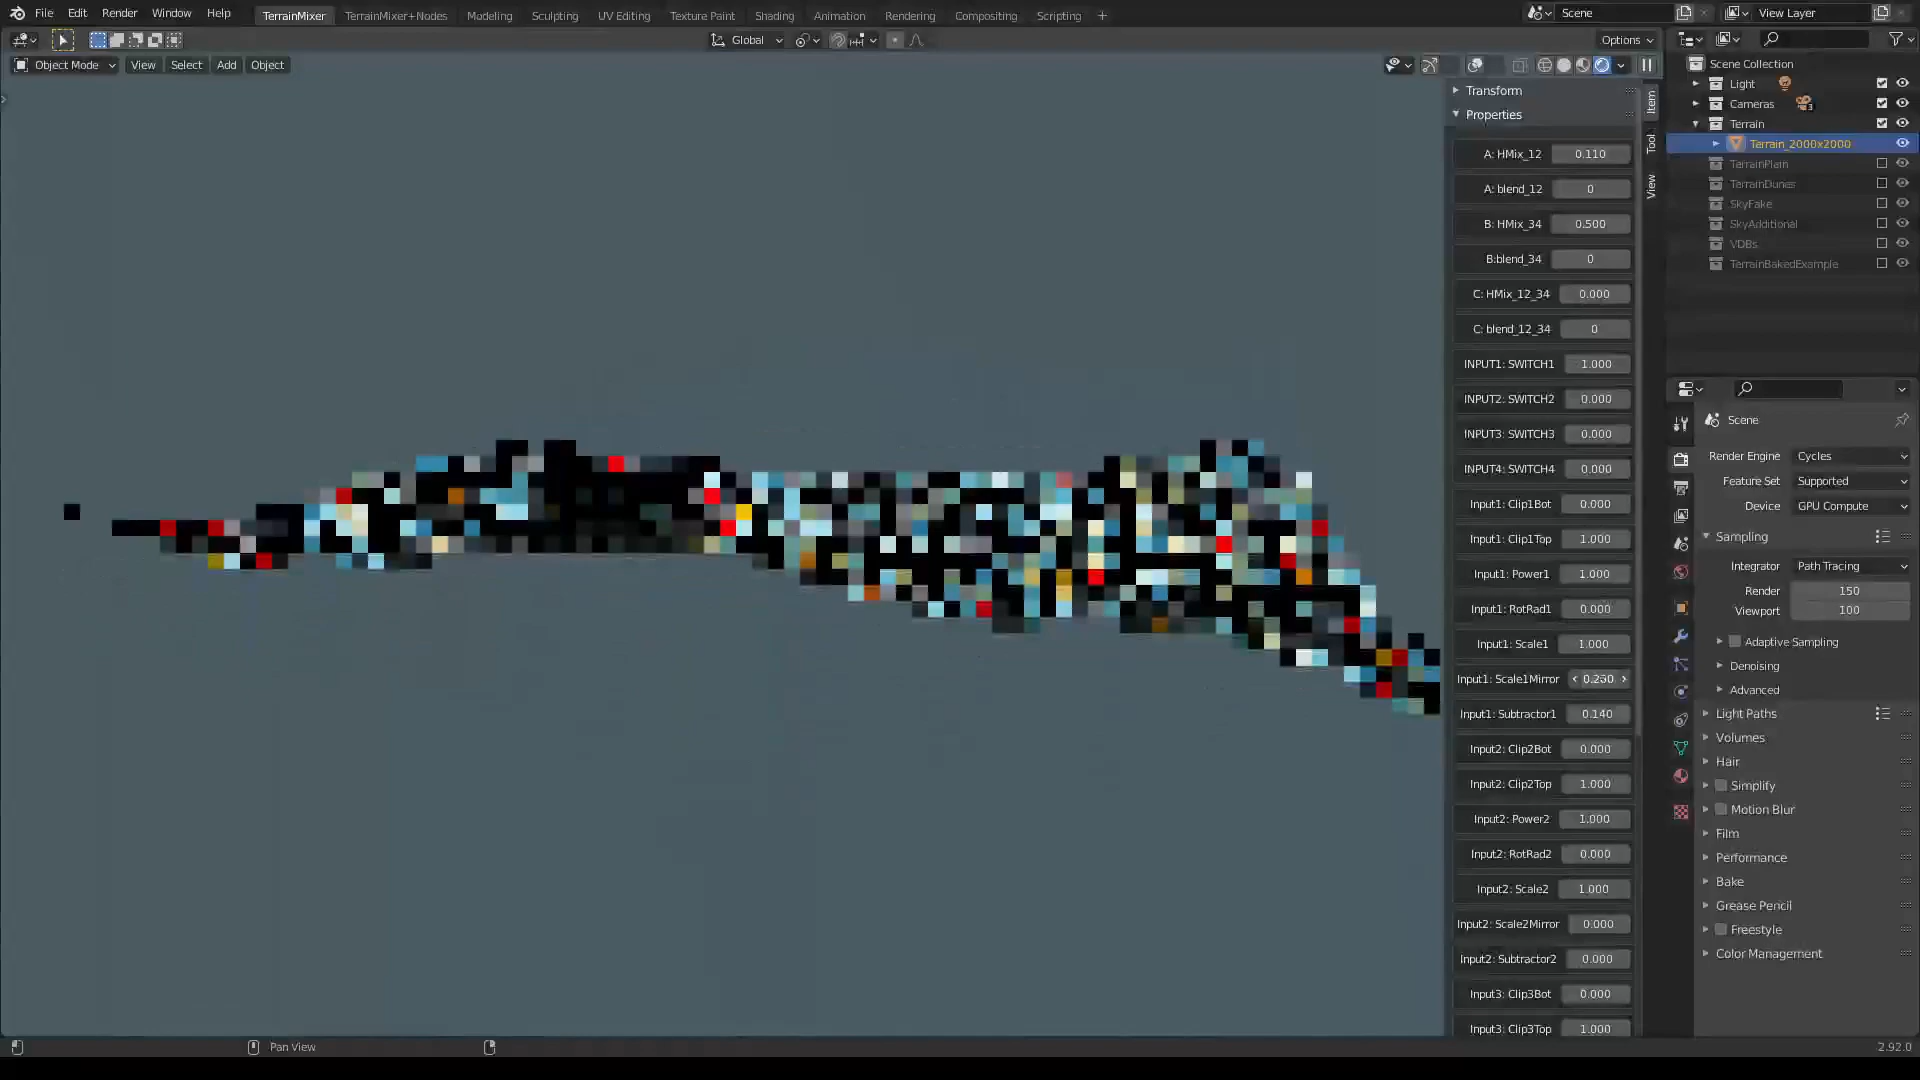 File Edit Render Window Help TerrainMixer TerrainMixer+Nodes Modeling Sculpting UV Editing Texture Paint Shading Animation Rendering Compositing Scripting + Scene View Layer
Global Options
Object Mode View Select Add Object
Transform
Properties
A: HMix_12 0.110
A: blend_12 0
B: HMix_34 0.500
B:blend_34 0
C: HMix_12_34 0.000
C: blend_12_34 0
INPUT1: SWITCH1 1.000
INPUT2: SWITCH2 0.000
INPUT3: SWITCH3 0.000
INPUT4: SWITCH4 0.000
Input1: Clip1Bot 0.000
Input1: Clip1Top 1.000
Input1: Power1 1.000
Input1: RotRad1 0.000
Input1: Scale1 1.000
Input1: Scale1Mirror
Input1: Subtractor1 0.140
Input2: Clip2Bot 0.000
Input2: Clip2Top 1.000
Input2: Power2 1.000
Input2: RotRad2 0.000
Input2: Scale2 1.000
Input2: Scale2Mirror 0.000
Input2: Subtractor2 0.000
Input3: Clip3Bot 0.000
Input3: Clip3Top 1.000
Item
Tool
View
Scene Collection
Light
Cameras 3
Terrain
Terrain_2000x2000
TerrainPlain
TerrainDunes
SkyFake
SkyAdditional
VDBs
TerrainBakedExample
Scene
Render Engine Cycles
Feature Set Supported
Device GPU Compute
Sampling
Integrator Path Tracing
Render 150
Viewport 100
Adaptive Sampling
Denoising
Advanced
Light Paths
Volumes
Hair
Simplify
Motion Blur
Film
Performance
Bake
Grease Pencil
Freestyle
Color Management
Pan View 2.92.0